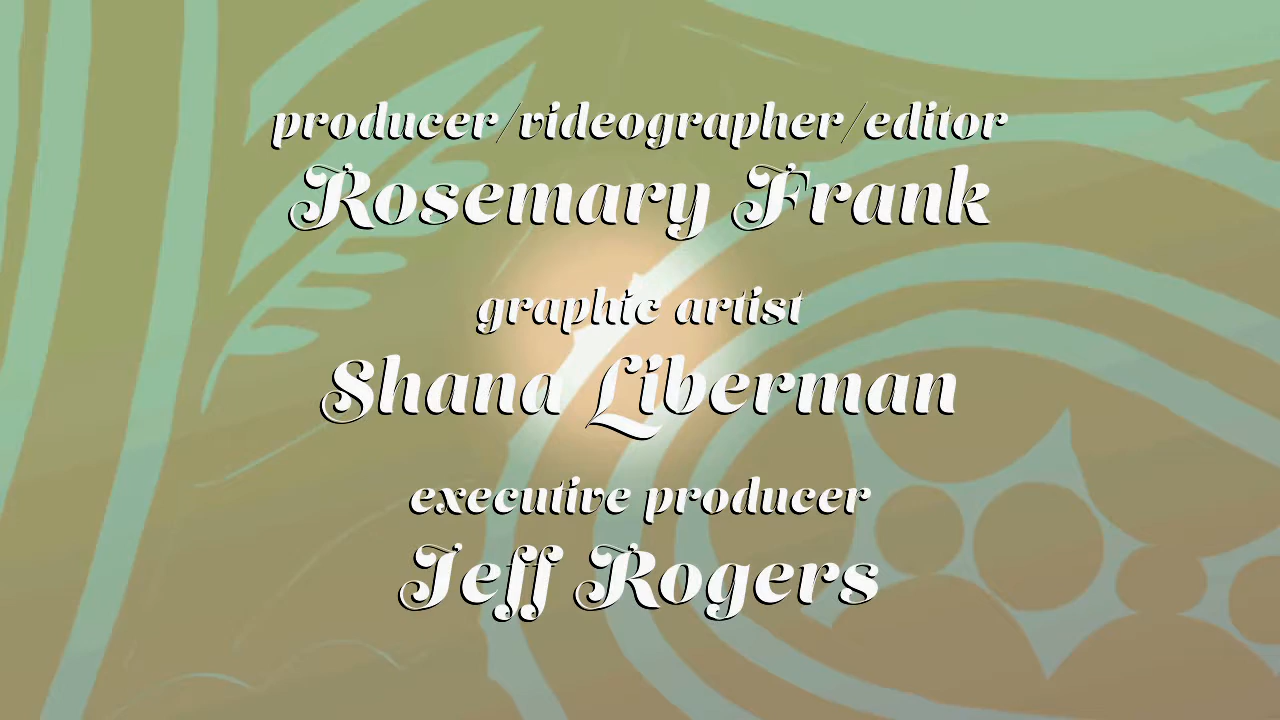 producer/videographer/editor
Rosemary Frank
graphic artist
Shana Liberman
executive producer
Jeff Rogers